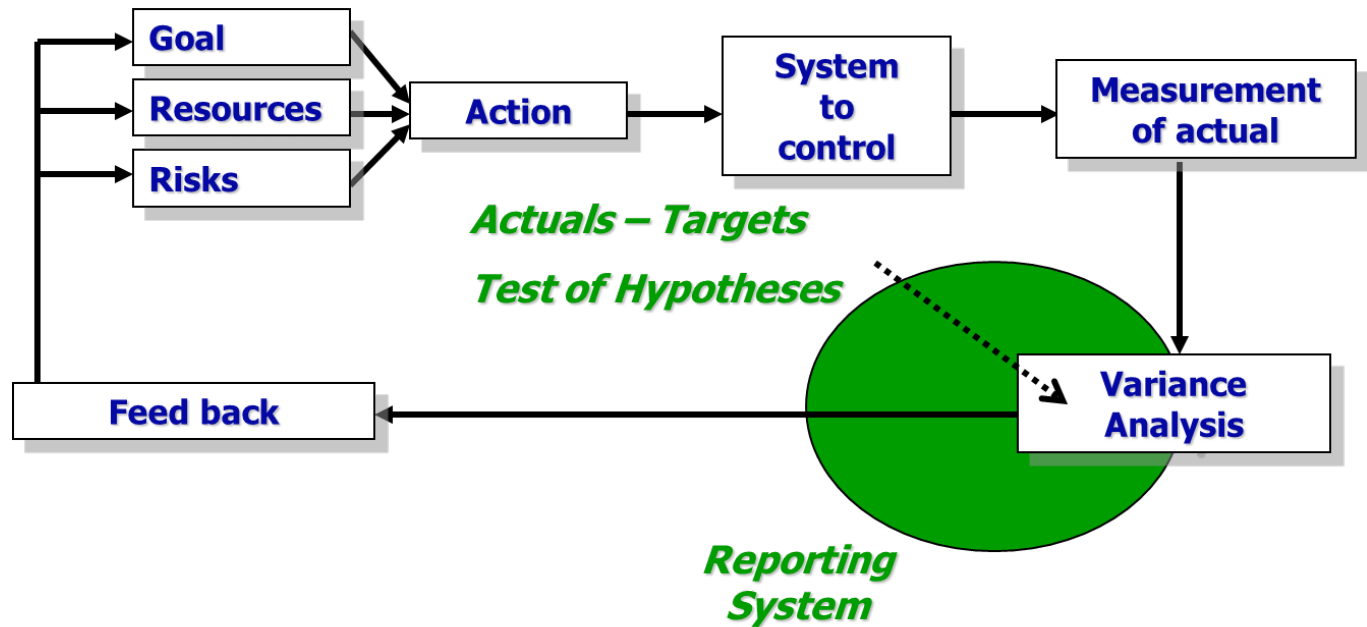 Goal
Resources
Risks
Action
System
to
control
Measurement
of actual
Actuals – Targets
Test of Hypotheses
Variance
Analysis
Feed back
Reporting
System